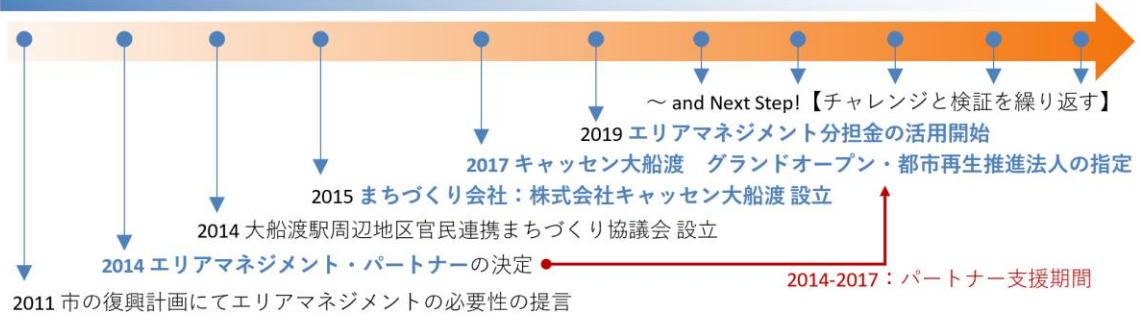 ～ and Next Step!【チャレンジと検証を繰り返す】
2019 エリアマネジメント分担金の活用開始
2017 キャッセン大船渡　グランドオープン・都市再生推進法人の指定
2015 まちづくり会社：株式会社キャッセン大船渡 設立
2014 大船渡駅周辺地区官民連携まちづくり協議会 設立
2014 エリアマネジメント・パートナーの決定
2014-2017：パートナー支援期間
2011 市の復興計画にてエリアマネジメントの必要性の提言